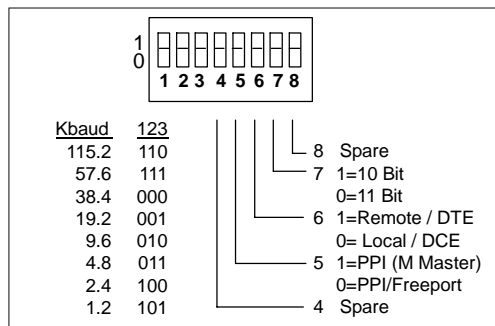 1
0
1 2 3 4 5 6 7 8
Kbaud 123
115.2 110
57.6 111
38.4 000
19.2 001
9.6 010
4.8 011
2.4 100
1.2 101
8 Spare
7 1=10 Bit
0=11 Bit
6 1=Remote / DTE
0= Local / DCE
5 1=PPI (M Master)
0=PPI/Freeport
4 Spare